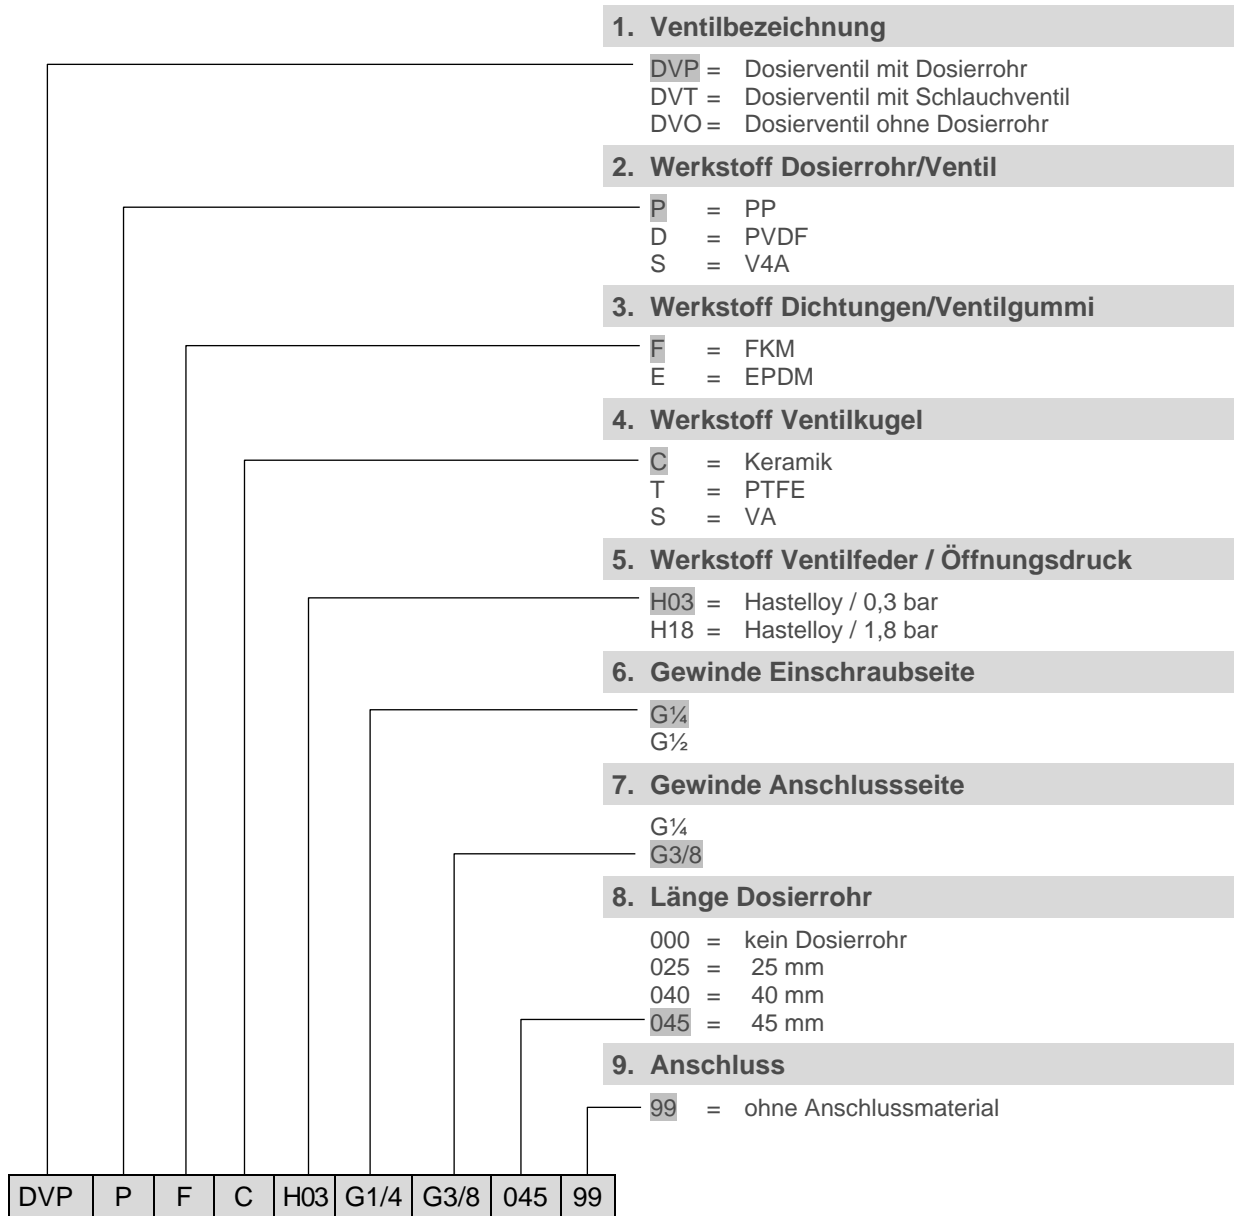 1. Ventilbezeichnung
DVP = Dosierventil mit Dosierrohr
DVT = Dosierventil mit Schlauchventil
DVO = Dosierventil ohne Dosierrohr
2. Werkstoff Dosierrohr/Ventil
P = PP
D = PVDF
S = V4A
3. Werkstoff Dichtungen/Ventilgummi
F = FKM
E = EPDM
4. Werkstoff Ventilkugel
C = Keramik
T = PTFE
S = VA
5. Werkstoff Ventilfeder / Öffnungsdruck
H03 = Hastelloy / 0,3 bar
H18 = Hastelloy / 1,8 bar
6. Gewinde Einschraubseite
G¼
G½
7. Gewinde Anschlussseite
G¼
G3/8
8. Länge Dosierrohr
000 = kein Dosierrohr
025 = 25 mm
040 = 40 mm
045 = 45 mm
9. Anschluss
99 = ohne Anschlussmaterial
DVP P F C H03 G1/4 G3/8 045 99